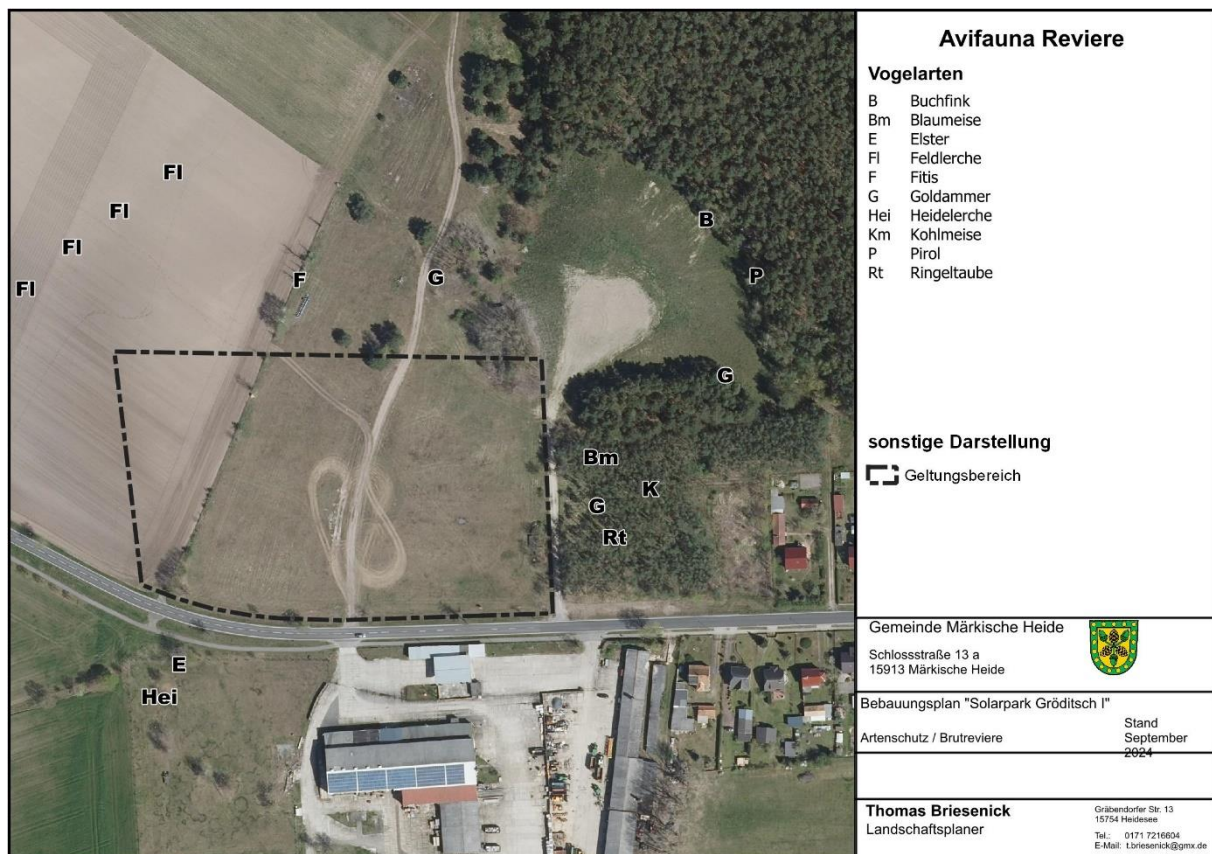 Avifauna Reviere
Vogelarten
B Buchfink
Bm Blaumeise
E Elster
Fl Feldlerche
F Fitis
G Goldammer
Hei Heidelerche
Km Kohlmeise
P Pirol
Rt Ringeltaube
sonstige Darstellung
Geltungsbereich
Gemeinde Märkische Heide
Schlossstraße 13 a
15913 Märkische Heide
Bebauungsplan "Solarpark Gröditsch I"
Artenschutz / Brutreviere
Stand
September
2024
Thomas Briesenick
Landschaftsplaner
Gräbendorfer Str. 13
15754 Heidesee
Tel.: 0171 7216604
E-Mail: t.briesenick@gmx.de
Fl
Fl
Fl
Fl
F
G
B
P
G
Bm
K
G
Rt
E
Hei